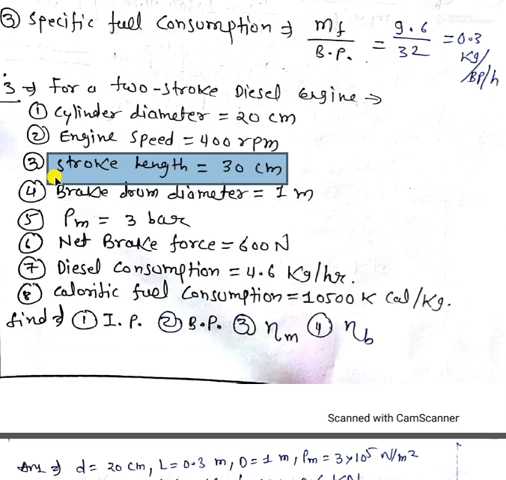 ③ Specific fuel Consumption ⇒ mf / B.P. = 9.6 / 32 = 0.3 Kg/BP/h
3 → For a two-stroke Diesel engine →
① Cylinder diameter = 20 cm
② Engine Speed = 400 rpm
③ stroke length = 30 cm
④ Brake drum diameter = 1 m
⑤ Pm = 3 bar
⑥ Net Brake force = 600 N
⑦ Diesel Consumption = 4.6 Kg/hr.
⑧ Calorific fuel Consumption = 10500 K Cal/Kg.
find ⇒ ① I.P. ② B.P. ③ ηm ④ ηb
Scanned with CamScanner
Ans ⇒ d = 20 cm, L = 0.3 m, D = 1 m, Pm = 3×10⁵ N/m²